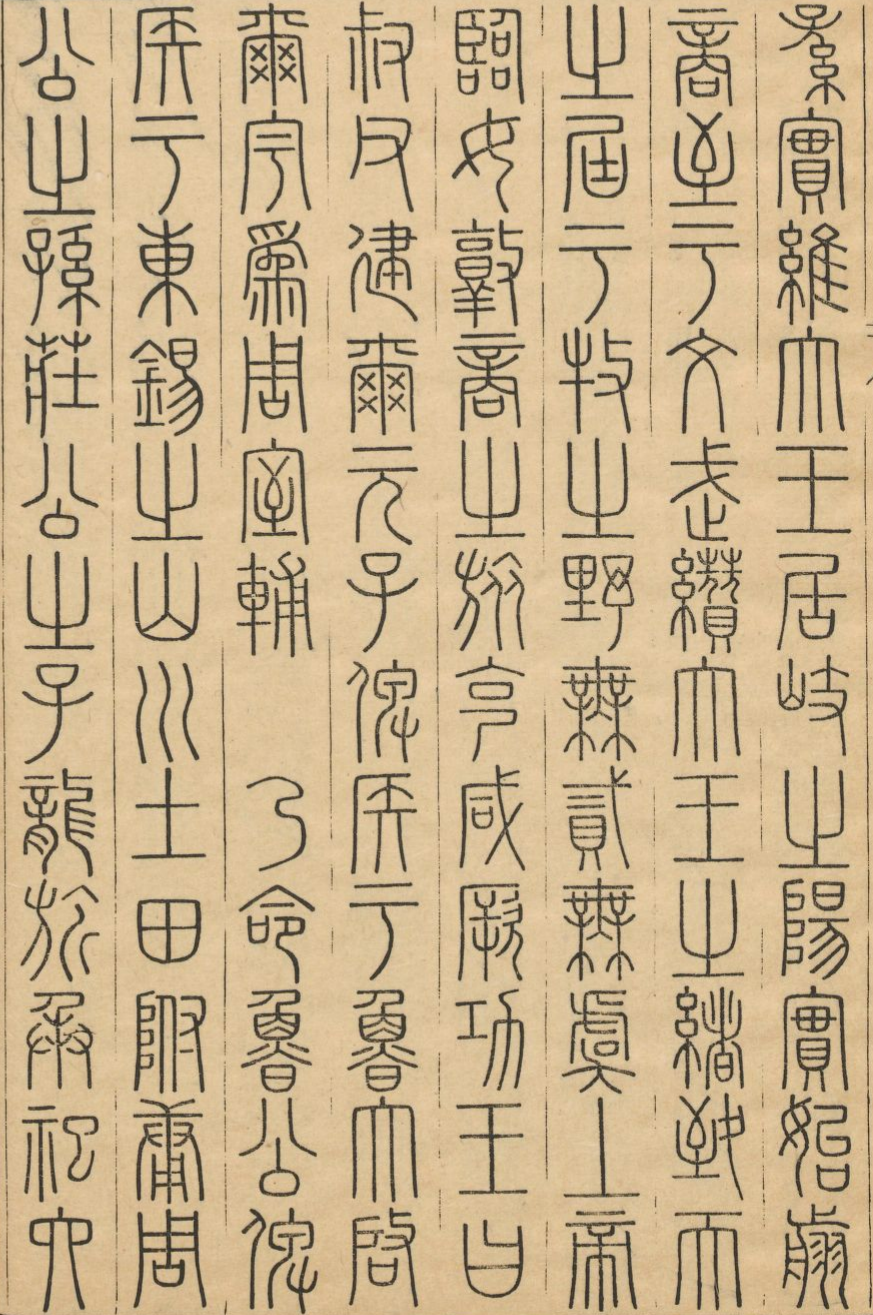 孫實維大王居岐之陽實始翦
商至于文武纘大王之緒致天
之屆于牧之野無貳無虞上帝
臨女敦商之旅克咸厥功王曰
叔父建爾元子俾侯于魯大启
爾宇為周室輔　乃命魯公俾
侯于東錫之山川土田附庸周
公之孫莊公之子龍旂承祀六